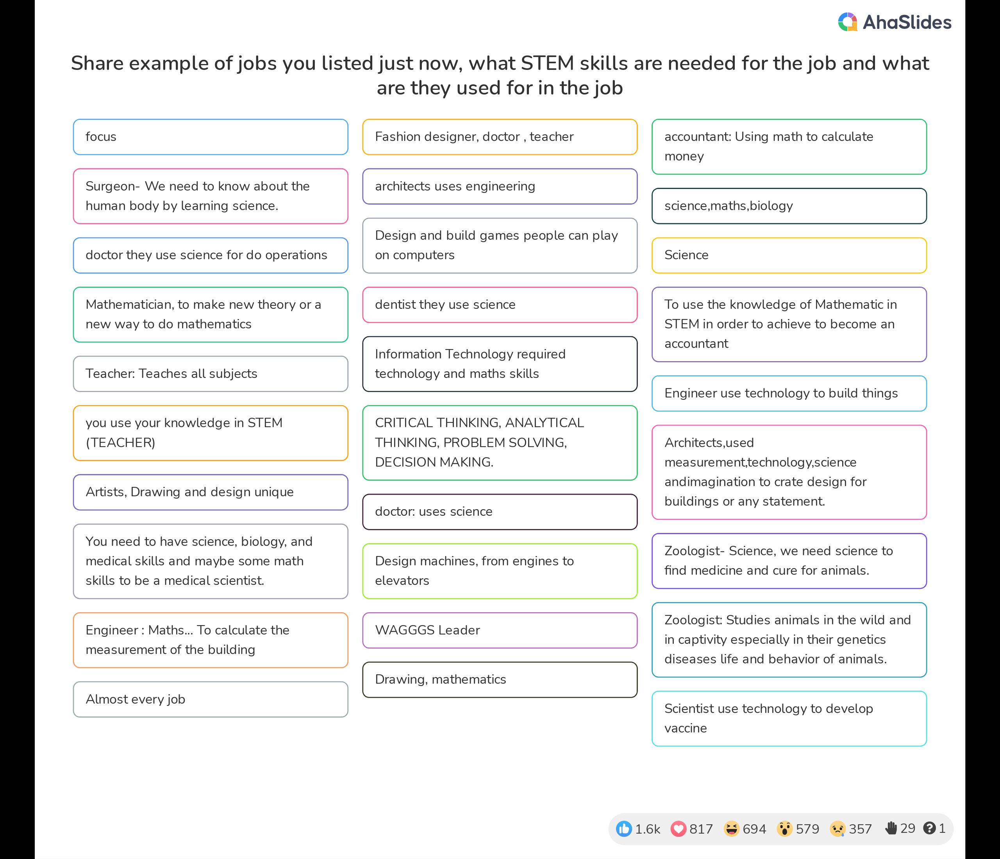 AhaSlides
Share example of jobs you listed just now, what STEM skills are needed for the job and what
are they used for in the job
focus
Surgeon- We need to know about the
human body by learning science.
doctor they use science for do operations
Mathematician, to make new theory or a
new way to do mathematics
Teacher: Teaches all subjects
you use your knowledge in STEM
(TEACHER)
Artists, Drawing and design unique
You need to have science, biology, and
medical skills and maybe some math
skills to be a medical scientist.
Engineer : Maths... To calculate the
measurement of the building
Almost every job
Fashion designer, doctor , teacher
architects uses engineering
Design and build games people can play
on computers
dentist they use science
Information Technology required
technology and maths skills
CRITICAL THINKING, ANALYTICAL
THINKING, PROBLEM SOLVING,
DECISION MAKING.
doctor: uses science
Design machines, from engines to
elevators
WAGGGS Leader
Drawing, mathematics
accountant: Using math to calculate
money
science,maths,biology
Science
To use the knowledge of Mathematic in
STEM in order to achieve to become an
accountant
Engineer use technology to build things
Architects,used
measurement,technology,science
andimagination to crate design for
buildings or any statement.
Zoologist- Science, we need science to
find medicine and cure for animals.
Zoologist: Studies animals in the wild and
in captivity especially in their genetics
diseases life and behavior of animals.
Scientist use technology to develop
vaccine
1.6k 817 694 579 357 29 ? 1